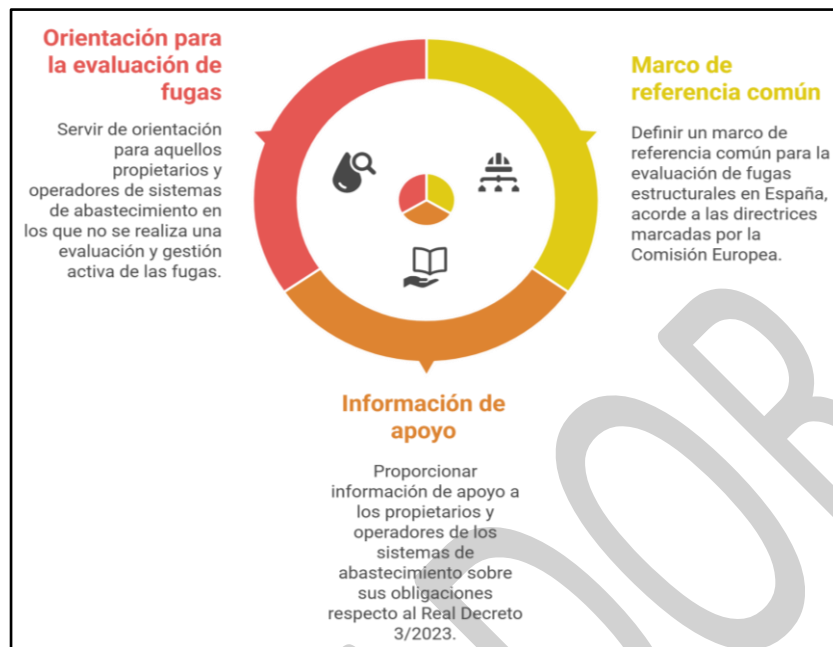 Orientación para
la evaluación de
fugas
Servir de orientación
para aquellos
propietarios y
operadores de sistemas
de abastecimiento en
los que no se realiza una
evaluación y gestión
activa de las fugas.
Marco de
referencia común
Definir un marco de
referencia común para la
evaluación de fugas
estructurales en España,
acorde a las directrices
marcadas por la
Comisión Europea.
Información de
apoyo
Proporcionar
información de apoyo a
los propietarios y
operadores de los
sistemas de
abastecimiento sobre
sus obligaciones
respecto al Real Decreto
3/2023.
DOR